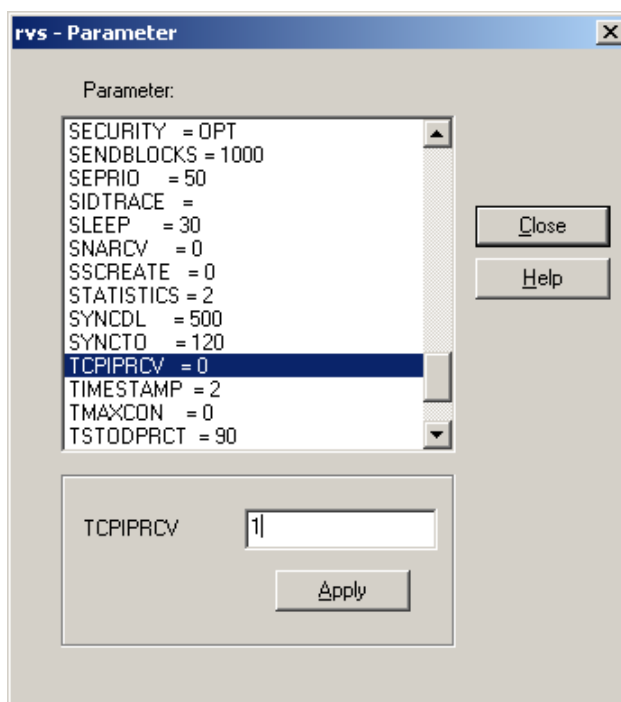 rvs - Parameter
Parameter:
SECURITY = OPT
SENDBLOCKS = 1000
SEPRIO = 50
SIDTRACE =
SLEEP = 30
SNARCV = 0
SSCREATE = 0
STATISTICS = 2
SYNCDL = 500
SYNCTO = 120
TCPIPRCV = 0
TIMESTAMP = 2
TMAXCON = 0
TSTODPRCT = 90
Close
Help
TCPIPRCV 1
Apply